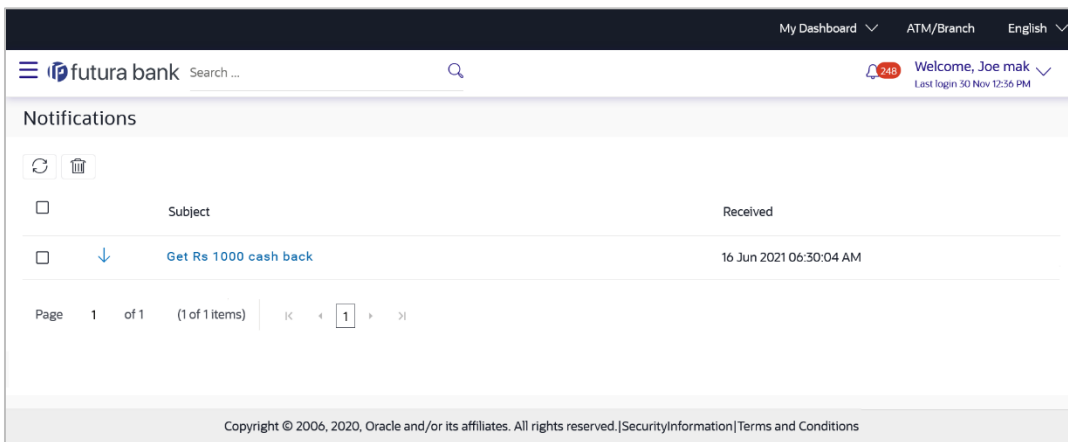 My Dashboard ATM/Branch English
futura bank Search ... 248 Welcome, Joe mak
Last login 30 Nov 12:36 PM
Notifications
Subject Received
Get Rs 1000 cash back 16 Jun 2021 06:30:04 AM
Page 1 of 1 (1 of 1 items) 1
Copyright © 2006, 2020, Oracle and/or its affiliates. All rights reserved.|SecurityInformation|Terms and Conditions